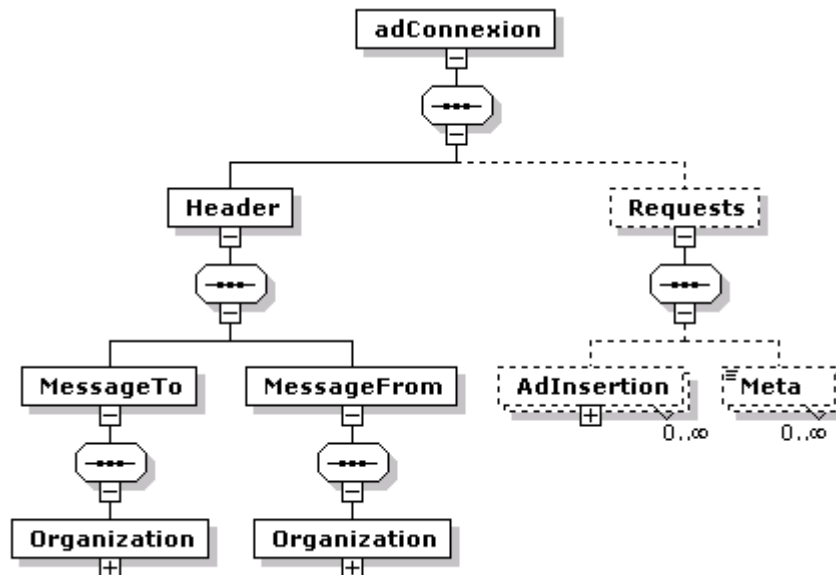 adConnexion
Header
Requests
MessageTo
MessageFrom
AdInsertion
Meta
0..∞
0..∞
Organization
Organization